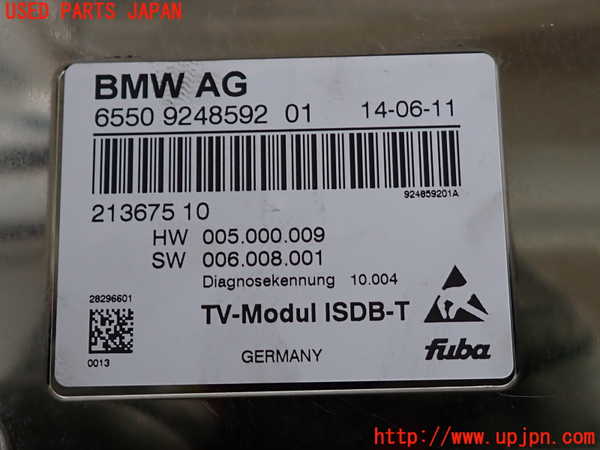 USED PARTS JAPAN
BMW AG
6550 9248592 01 14-06-11
924859201A
213675 10
HW 005.000.009
SW 006.008.001
Diagnosekennung 10.004
28296601
TV-Modul ISDB-T
0013
GERMANY
fuba
http://www.upjpn.com/